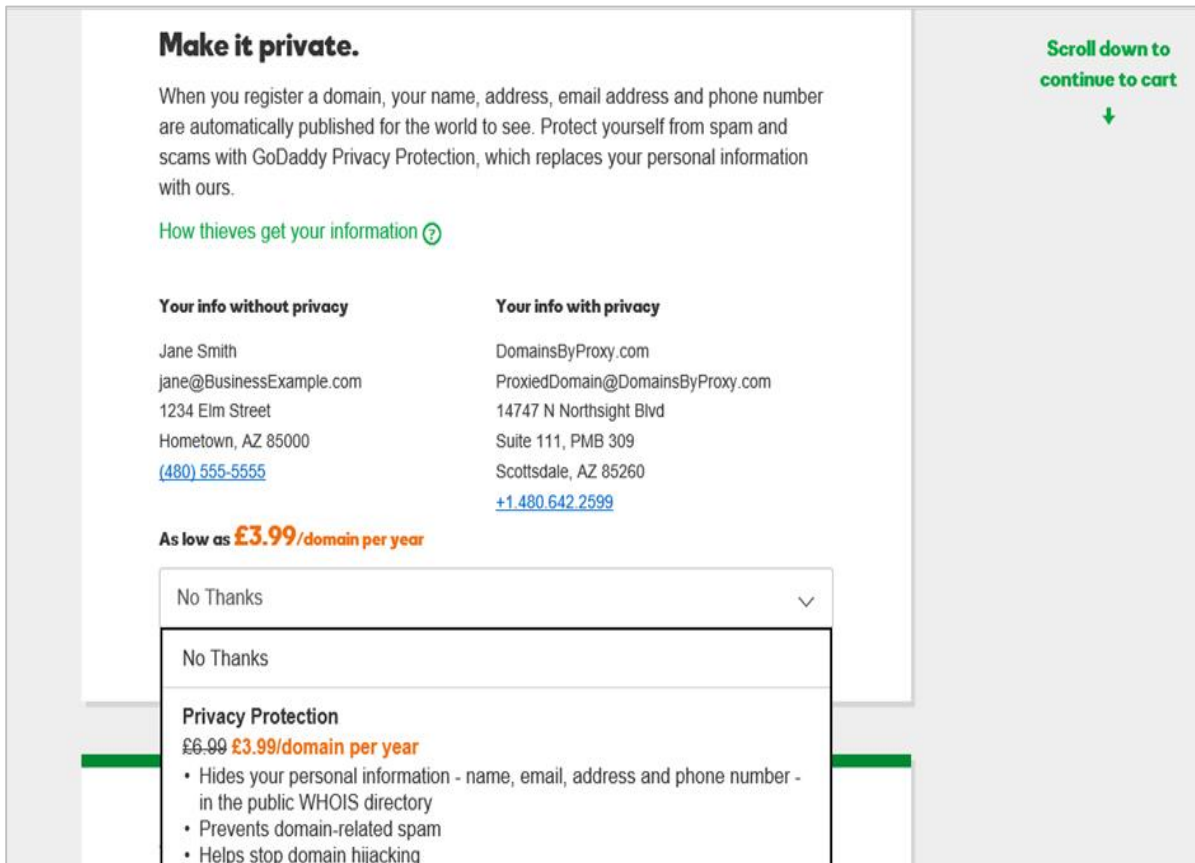 Make it private.
Scroll down to
continue to cart
When you register a domain, your name, address, email address and phone number
are automatically published for the world to see. Protect yourself from spam and
scams with GoDaddy Privacy Protection, which replaces your personal information
with ours.
How thieves get your information ?
Your info without privacy
Jane Smith
jane@BusinessExample.com
1234 Elm Street
Hometown, AZ 85000
(480) 555-5555
Your info with privacy
DomainsByProxy.com
ProxiedDomain@DomainsByProxy.com
14747 N Northsight Blvd
Suite 111, PMB 309
Scottsdale, AZ 85260
+1.480.642.2599
As low as £3.99/domain per year
No Thanks
No Thanks
Privacy Protection
£6.99 £3.99/domain per year
• Hides your personal information - name, email, address and phone number -
in the public WHOIS directory
• Prevents domain-related spam
• Helps stop domain hijacking